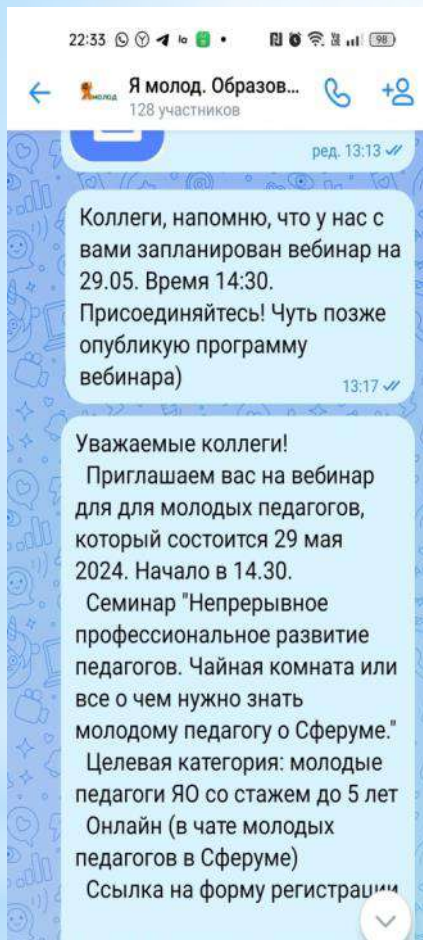 22:33 98
Я молод. Образов...
128 участников
ред. 13:13
Коллеги, напомню, что у нас с
вами запланирован вебинар на
29.05. Время 14:30.
Присоединяйтесь! Чуть позже
опубликую программу
вебинара)
13:17
Уважаемые коллеги!
Приглашаем вас на вебинар
для для молодых педагогов,
который состоится 29 мая
2024. Начало в 14.30.
Семинар "Непрерывное
профессиональное развитие
педагогов. Чайная комната или
все о чем нужно знать
молодому педагогу о Сферуме."
Целевая категория: молодые
педагоги ЯО со стажем до 5 лет
Онлайн (в чате молодых
педагогов в Сферуме)
Ссылка на форму регистрации